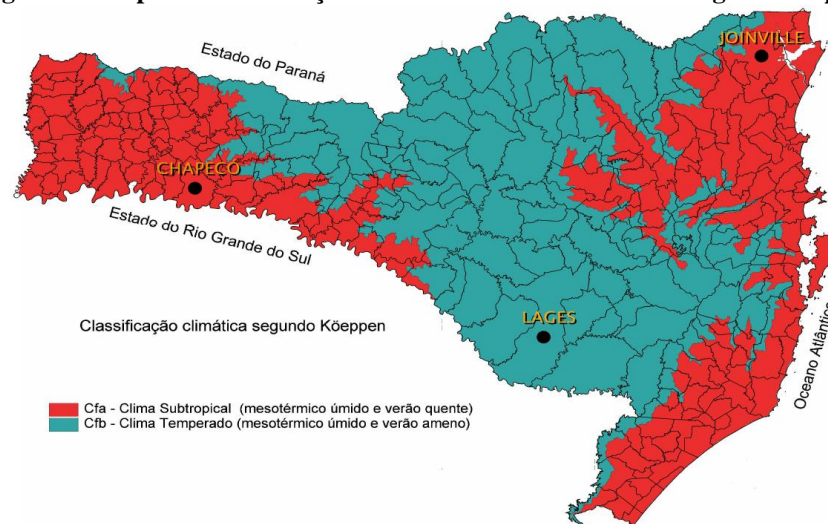 JOINVILLE
Estado do Paraná
CHAPECÓ
Estado do Rio Grande do Sul
LAGES
Oceano Atlântico
Classificação climática segundo Köeppen
Cfa - Clima Subtropical (mesotérmico úmido e verão quente)
Cfb - Clima Temperado (mesotérmico úmido e verão ameno)